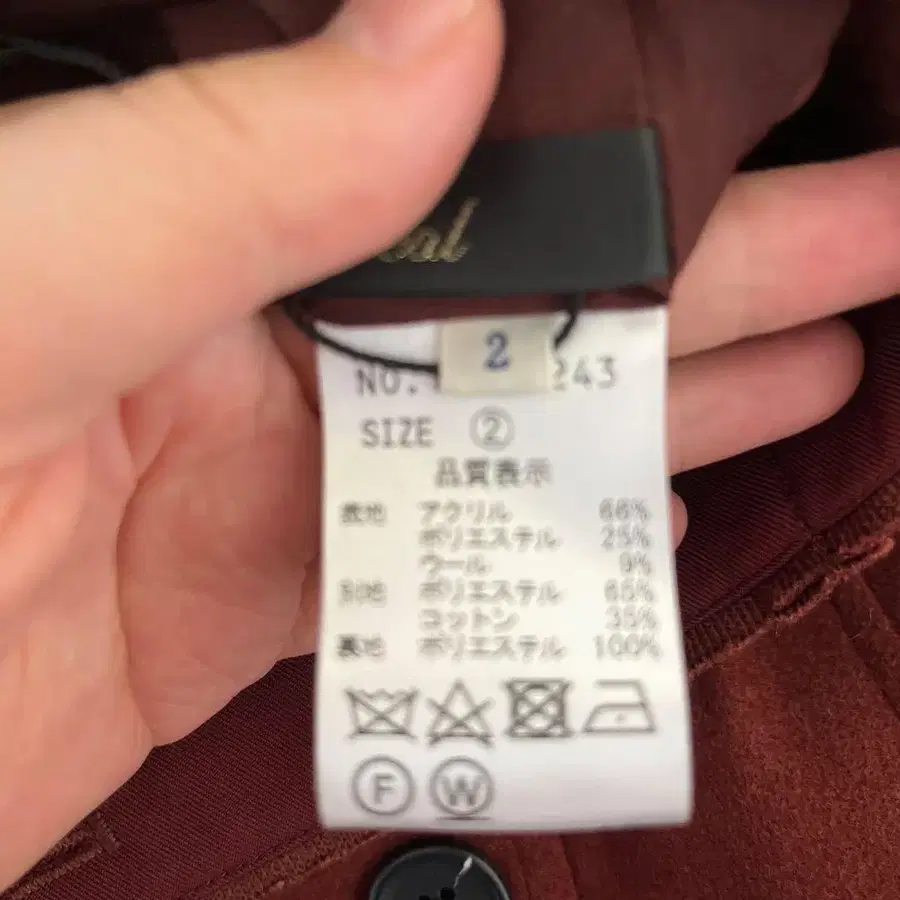 2
NO. 243
SIZE ②
品質表示
表地 アクリル 66%
ポリエステル 25%
ウール 9%
別地 ポリエステル 65%
コットン 35%
裏地 ポリエステル 100%
F W